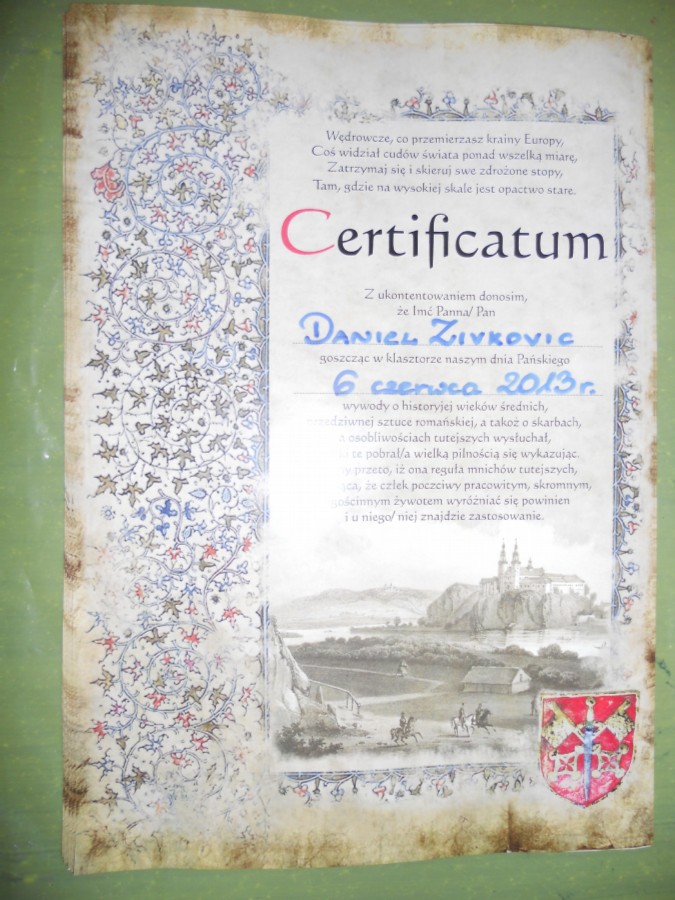 Wędrowcze, co przemierzasz krainy Europy,
Coś widział cudów świata ponad wszelką miarę,
Zatrzymaj się i skieruj swe zdrożone stopy,
Tam, gdzie na wysokiej skale jest opactwo stare.
Certificatum
Z ukontentowaniem donosim,
że Imć Panna/ Pan
DANIEL ZIVKOVIC
goszcząc w klasztorze naszym dnia Pańskiego
6 czerwca 2013 r.
wywody o historyjej wieków średnich,
sztuce romańskiej, a takoż o skarbach,
a osobliwościach tutejszych wysłuchał,
te pobrał/a wielką pilnością się wykazując.
przeto, iż ona reguła mnichów tutejszych,
że człek poczciwy pracowitym, skromnym,
gościnnym żywotem wyróżniać się powinien
i u niego/ niej znajdzie zastosowanie.